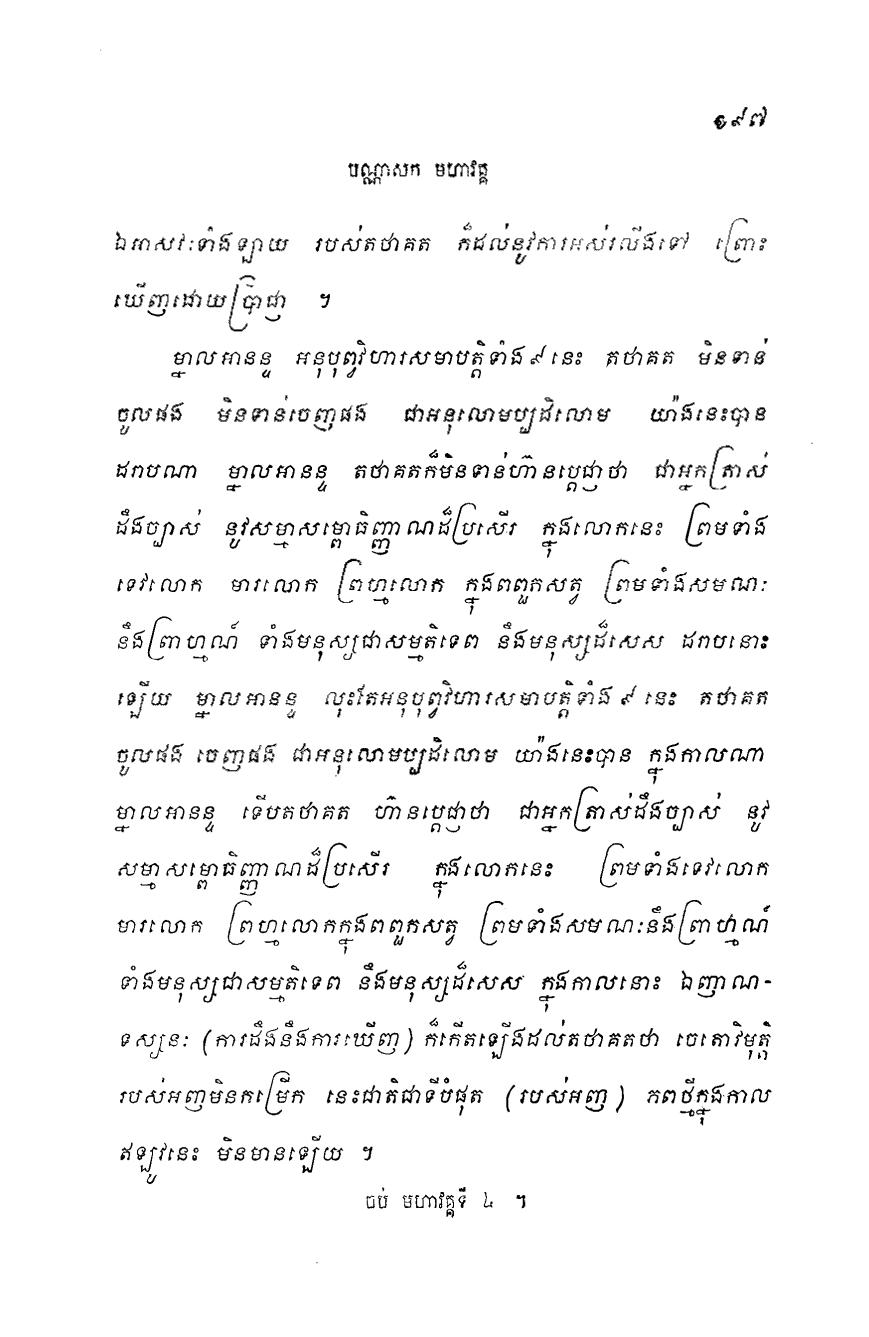 ១៩៧
បណ្ណាសក មហាវគ្គ
ឯអាសវៈទាំងឡាយ របស់តថាគត ក៏ដល់នូវការអស់រលីងទៅ ព្រោះ
ឃើញដោយប្រាជ្ញា ។
ម្នាលអានន្ទ អនុបុព្វវិហារសមាបត្តិទាំង៩នេះ តថាគត មិនទាន់
ចូលផង មិនទាន់ចេញផង ជាអនុលោមប្បដិលោម យ៉ាងនេះបាន
ដរាបណា ម្នាលអានន្ទ តថាគតក៏មិនទាន់ហ៊ានប្តេជ្ញាថា ជាអ្នកត្រាស់
ដឹងច្បាស់ នូវសម្មាសម្ពោធិញ្ញាណដ៏ប្រសើរ ក្នុងលោកនេះ ព្រមទាំង
ទេវលោក មារលោក ព្រហ្មលោក ក្នុងពពួកសត្វ ព្រមទាំងសមណៈ
នឹងព្រាហ្មណ៍ ទាំងមនុស្សជាសម្មតិទេព នឹងមនុស្សដ៏សេស ដរាបនោះ
ឡើយ ម្នាលអានន្ទ លុះតែអនុបុព្វវិហារសមាបត្តិទាំង ៩ នេះ តថាគត
ចូលផង ចេញផង ជាអនុលោមប្បដិលោម យ៉ាងនេះបាន ក្នុងកាលណា
ម្នាលអានន្ទ ទើបតថាគត ហ៊ានប្តេជ្ញាថា ជាអ្នកត្រាស់ដឹងច្បាស់ នូវ
សម្មាសម្ពោធិញ្ញាណដ៏ប្រសើរ ក្នុងលោកនេះ ព្រមទាំងទេវលោក
មារលោក ព្រហ្មលោកក្នុងពពួកសត្វ ព្រមទាំងសមណៈនឹងព្រាហ្មណ៍
ទាំងមនុស្សជាសម្មតិទេព នឹងមនុស្សដ៏សេស ក្នុងកាលនោះ ឯញាណ-
ទស្សនៈ (ការដឹងនឹងការឃើញ) ក៏កើតឡើងដល់តថាគតថា ចេតោវិមុត្តិ
របស់អញមិនកម្រើក នេះជាតិជាទីបំផុត (របស់អញ) ភពថ្មីក្នុងកាល
ឥឡូវនេះ មិនមានឡើយ ។
ចប់ មហាវគ្គទី ៤ ។